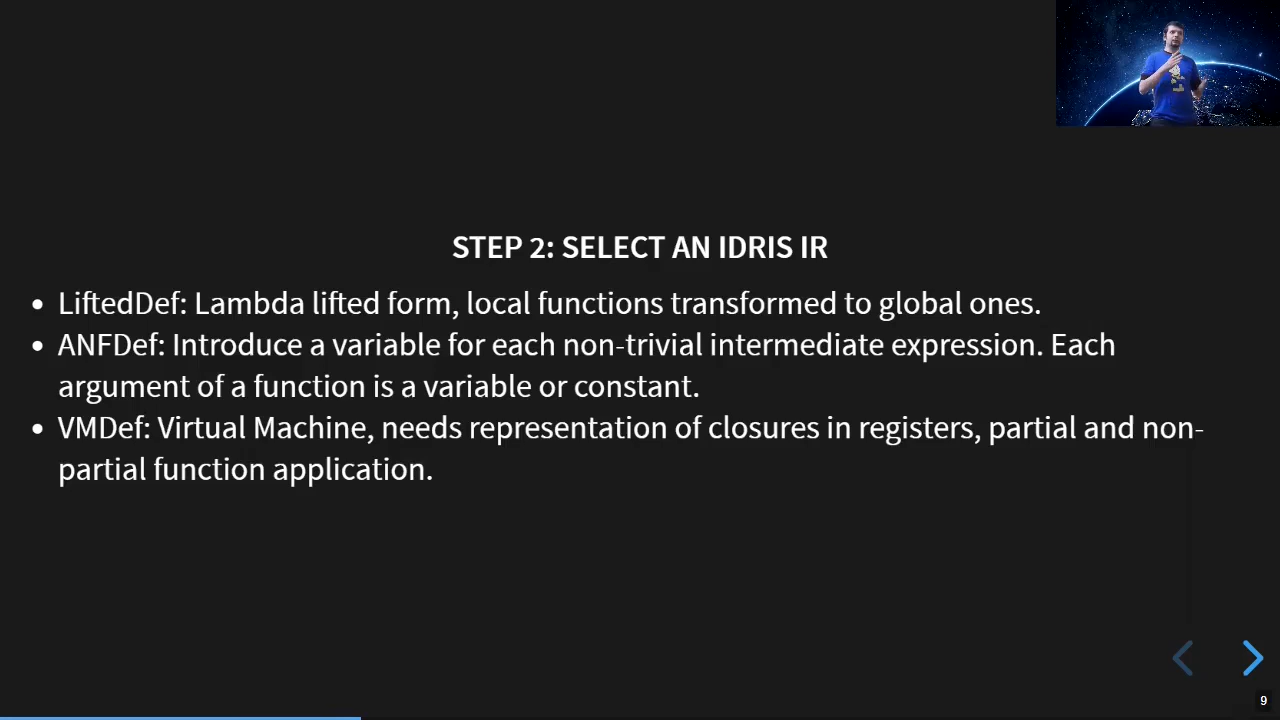 STEP 2: SELECT AN IDRIS IR
• LiftedDef: Lambda lifted form, local functions transformed to global ones.
• ANFDef: Introduce a variable for each non-trivial intermediate expression. Each
argument of a function is a variable or constant.
• VMDef: Virtual Machine, needs representation of closures in registers, partial and non-
partial function application.
9